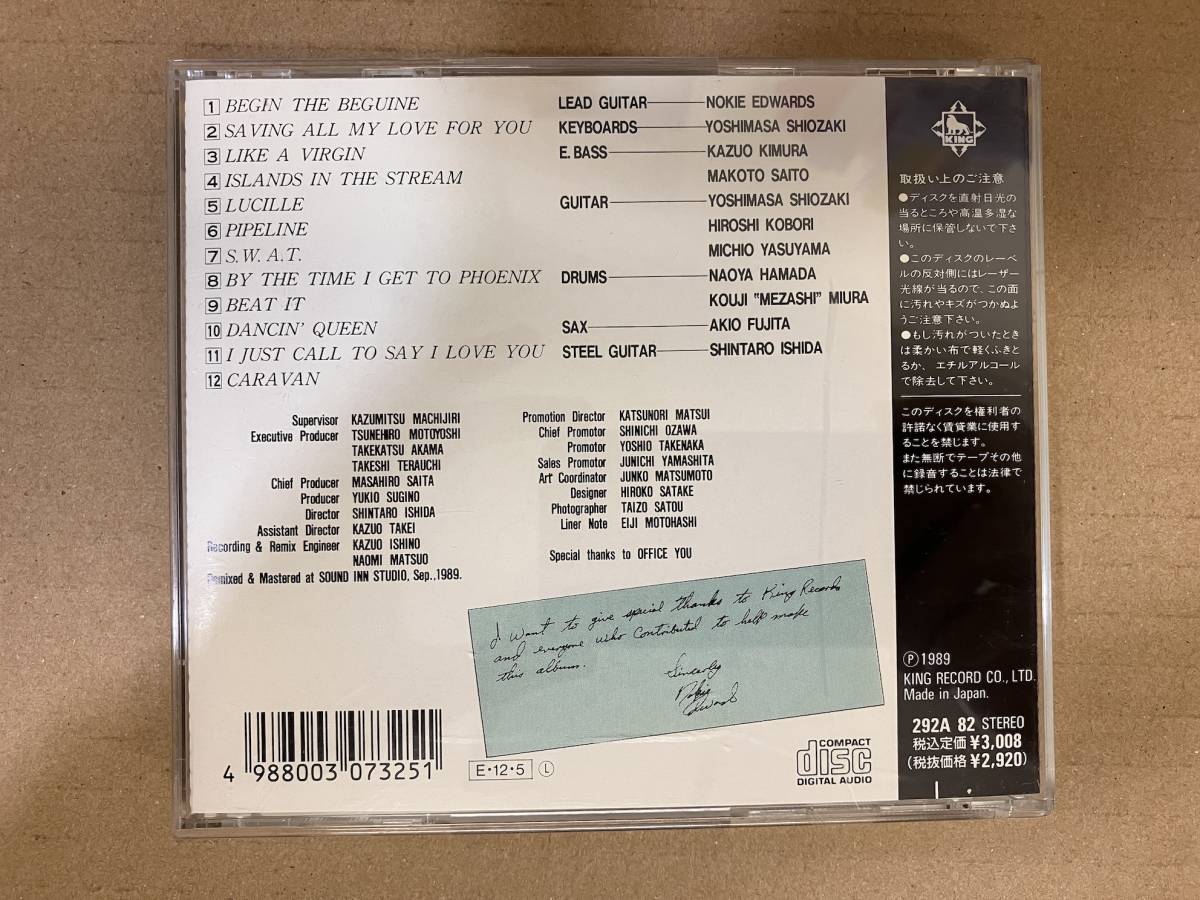 1 BEGIN THE BEGUINE
2 SAVING ALL MY LOVE FOR YOU
3 LIKE A VIRGIN
4 ISLANDS IN THE STREAM
5 LUCILLE
6 PIPELINE
7 S.W.A.T.
8 BY THE TIME I GET TO PHOENIX
9 BEAT IT
10 DANCIN' QUEEN
11 I JUST CALL TO SAY I LOVE YOU
12 CARAVAN
LEAD GUITAR — NOKIE EDWARDS
KEYBOARDS — YOSHIMASA SHIOZAKI
E. BASS — KAZUO KIMURA
MAKOTO SAITO
GUITAR — YOSHIMASA SHIOZAKI
HIROSHI KOBORI
MICHIO YASUYAMA
DRUMS — NAOYA HAMADA
KOUJI "MEZASHI" MIURA
SAX — AKIO FUJITA
STEEL GUITAR — SHINTARO ISHIDA
Supervisor KAZUMITSU MACHIJIRI
Executive Producer TSUNEHIRO MOTOYOSHI
TAKEKATSU AKAMA
TAKESHI TERAUCHI
Chief Producer MASAHIRO SAITA
Producer YUKIO SUGINO
Director SHINTARO ISHIDA
Assistant Director KAZUO TAKEI
Recording & Remix Engineer KAZUO ISHINO
NAOMI MATSUO
Remixed & Mastered at SOUND INN STUDIO, Sep.,1989.
Promotion Director KATSUNORI MATSUI
Chief Promotor SHINICHI OZAWA
Promotor YOSHIO TAKENAKA
Sales Promotor JUNICHI YAMASHITA
Art Coordinator JUNKO MATSUMOTO
Designer HIROKO SATAKE
Photographer TAIZO SATOU
Liner Note EIJI MOTOHASHI
Special thanks to OFFICE YOU
I want to give special thanks to King Records
and everyone who contributed to help make
this album.
Sincerly
Nokie
Edwards
4 988003 073251
E・12・5 L
COMPACT
disc
DIGITAL AUDIO
KING
取扱い上のご注意
●ディスクを直射日光の
当るところや高温多湿な
場所に保管しないで下さ
い。
●このディスクのレーベ
ルの反対側にはレーザー
光線が当るので、この面
に汚れやキズがつかぬよ
うご注意下さい。
●もし汚れがついたとき
は柔かい布で軽くふきと
るか、エチルアルコール
で除去して下さい。
このディスクを権利者の
許諾なく賃貸業に使用す
ることを禁じます。
また無断でテープその他
に録音することは法律で
禁じられています。
Ⓟ 1989
KING RECORD CO., LTD.
Made in Japan.
292A 82 STEREO
税込定価¥3,008
(税抜価格¥2,920)